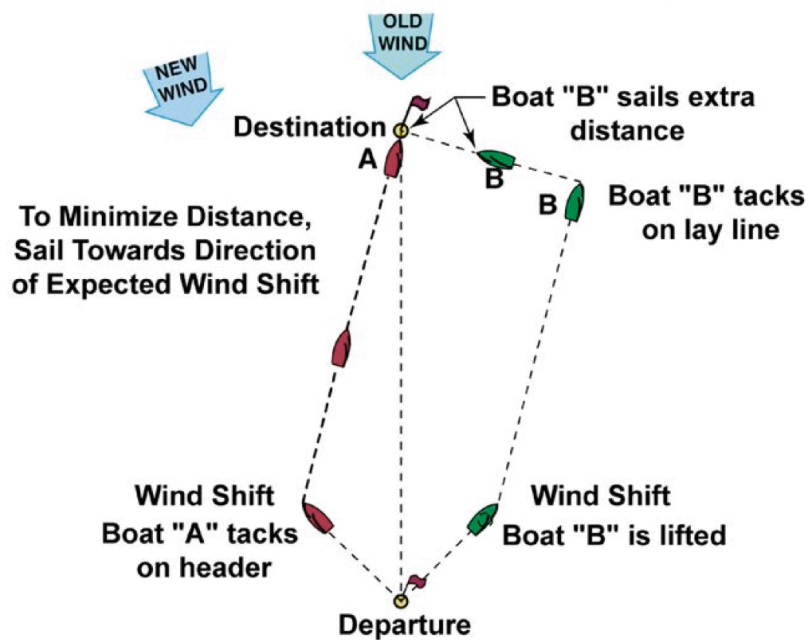 OLD
WIND
NEW
WIND
Destination
Boat "B" sails extra
distance
A
B
B
Boat "B" tacks
on lay line
To Minimize Distance,
Sail Towards Direction
of Expected Wind Shift
Wind Shift
Boat "A" tacks
on header
Wind Shift
Boat "B" is lifted
Departure